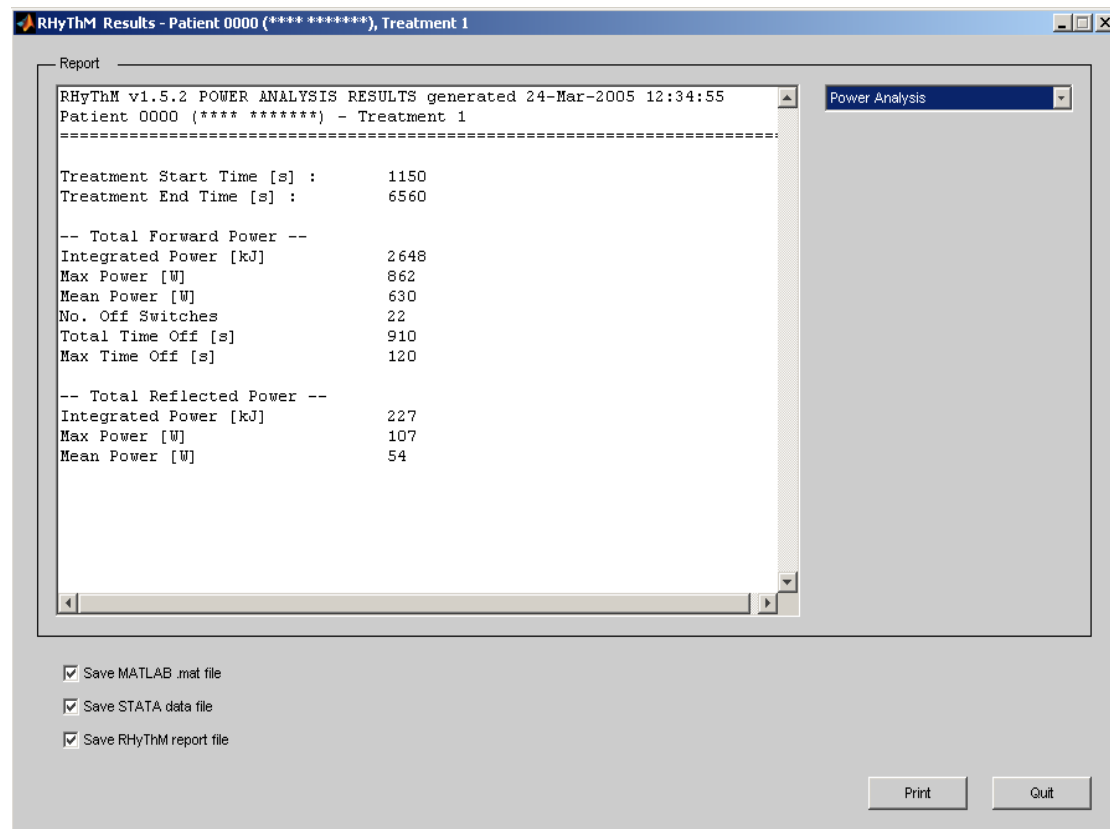 RHyThM Results - Patient 0000 (**** *******), Treatment 1
Report
RHyThM v1.5.2 POWER ANALYSIS RESULTS generated 24-Mar-2005 12:34:55
Patient 0000 (**** *******) - Treatment 1
==========================================================================
Treatment Start Time [s] : 1150
Treatment End Time [s] : 6560
-- Total Forward Power --
Integrated Power [kJ] 2648
Max Power [W] 862
Mean Power [W] 630
No. Off Switches 22
Total Time Off [s] 910
Max Time Off [s] 120
-- Total Reflected Power --
Integrated Power [kJ] 227
Max Power [W] 107
Mean Power [W] 54
Power Analysis
Save MATLAB .mat file
Save STATA data file
Save RHyThM report file
Print
Quit